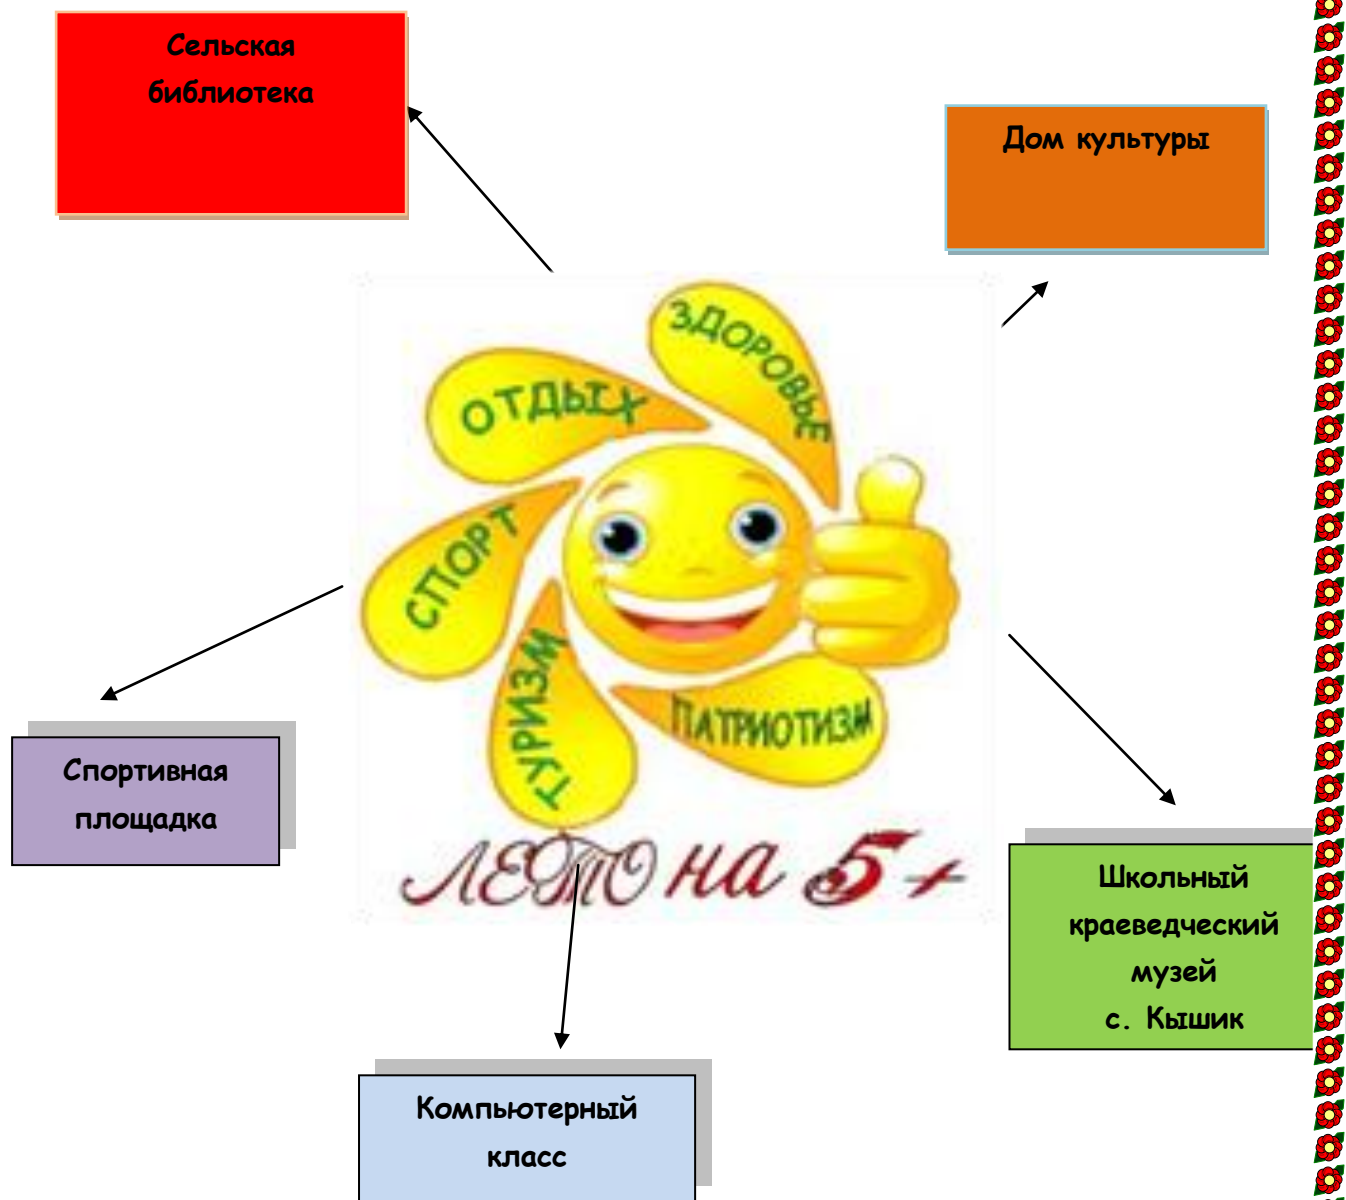 Сельская
библиотека
Дом культуры
ЗДОРОВЬЕ
ОТДЫХ
СПОРТ
ТУРИЗМ
ПАТРИОТИЗМ
ЛЕТО на 5+
Спортивная
площадка
Школьный
краеведческий
музей
с. Кышик
Компьютерный
класс